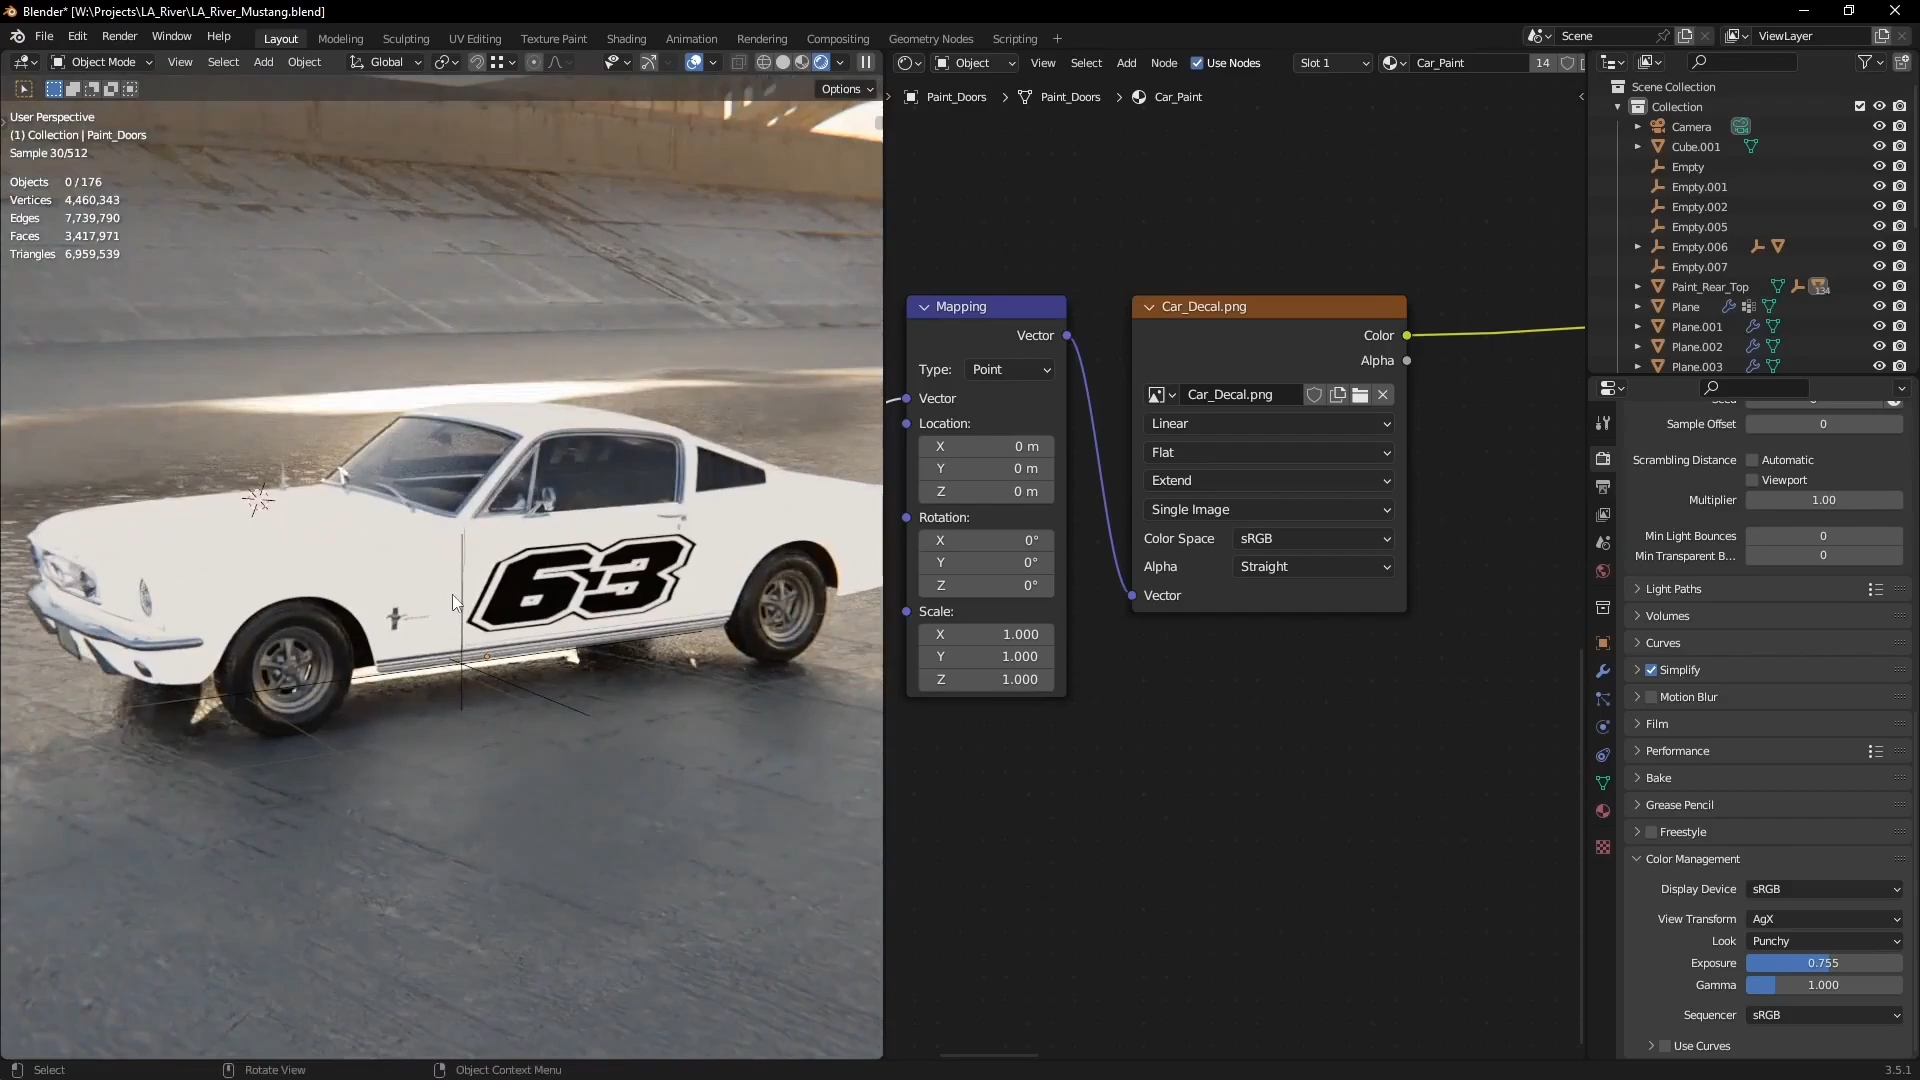 Blender* [W:\Projects\LA_River\LA_River_Mustang.blend]
File Edit Render Window Help
Layout Modeling Sculpting UV Editing Texture Paint Shading Animation Rendering Compositing Geometry Nodes Scripting +
Scene
ViewLayer
Object Mode View Select Add Object Global
Options
User Perspective
(1) Collection | Paint_Doors
Sample 30/512
Objects 0 / 176
Vertices 4,460,343
Edges 7,739,790
Faces 3,417,971
Triangles 6,959,539
63
Object View Select Add Node Use Nodes Slot 1 Car_Paint 14
Paint_Doors > Paint_Doors > Car_Paint
Mapping
Vector
Type: Point
Vector
Location:
X 0 m
Y 0 m
Z 0 m
Rotation:
X 0°
Y 0°
Z 0°
Scale:
X 1.000
Y 1.000
Z 1.000
Car_Decal.png
Color
Alpha
Car_Decal.png
Linear
Flat
Extend
Single Image
Color Space sRGB
Alpha Straight
Vector
Scene Collection
Collection
Camera
Cube.001
Empty
Empty.001
Empty.002
Empty.005
Empty.006
Empty.007
Paint_Rear_Top 134
Plane
Plane.001
Plane.002
Plane.003
Sample Offset 0
Scrambling Distance Automatic
Viewport
Multiplier 1.00
Min Light Bounces 0
Min Transparent B... 0
Light Paths
Volumes
Curves
Simplify
Motion Blur
Film
Performance
Bake
Grease Pencil
Freestyle
Color Management
Display Device sRGB
View Transform AgX
Look Punchy
Exposure 0.755
Gamma 1.000
Sequencer sRGB
Use Curves
Select Rotate View Object Context Menu
3.5.1